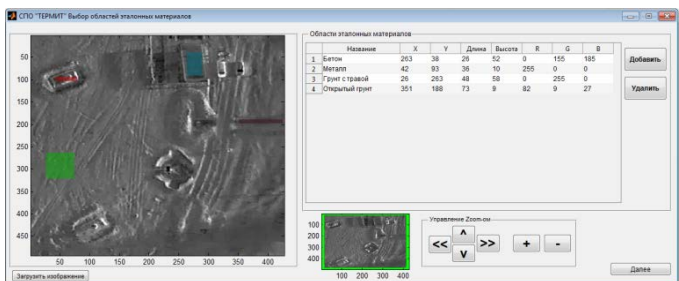 СПО "ТЕРМИТ" Выбор областей эталонных материалов
Области эталонных материалов
Название X Y Длина Высота R G B
1 Бетон 263 38 26 52 0 155 185
2 Металл 42 93 36 10 255 0 0
3 Грунт с травой 26 263 48 58 0 255 0
4 Открытый грунт 351 188 73 9 82 9 27
Добавить
Удалить
50
100
150
200
250
300
350
400
450
50 100 150 200 250 300 350 400
Загрузить изображение
100
200
300
400
100 200 300 400
Управление Zoom-ом
<< ^ v >> + -
Далее